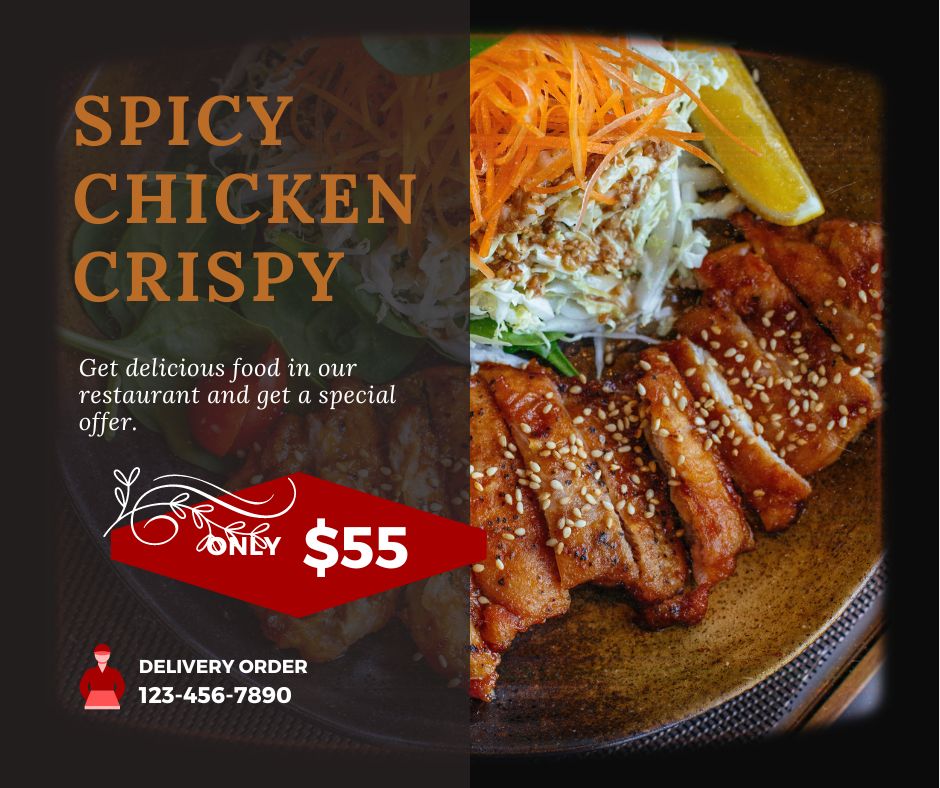 SPICY
CHICKEN
CRISPY
Get delicious food in our
restaurant and get a special
offer.
ONLY $55
DELIVERY ORDER
123-456-7890